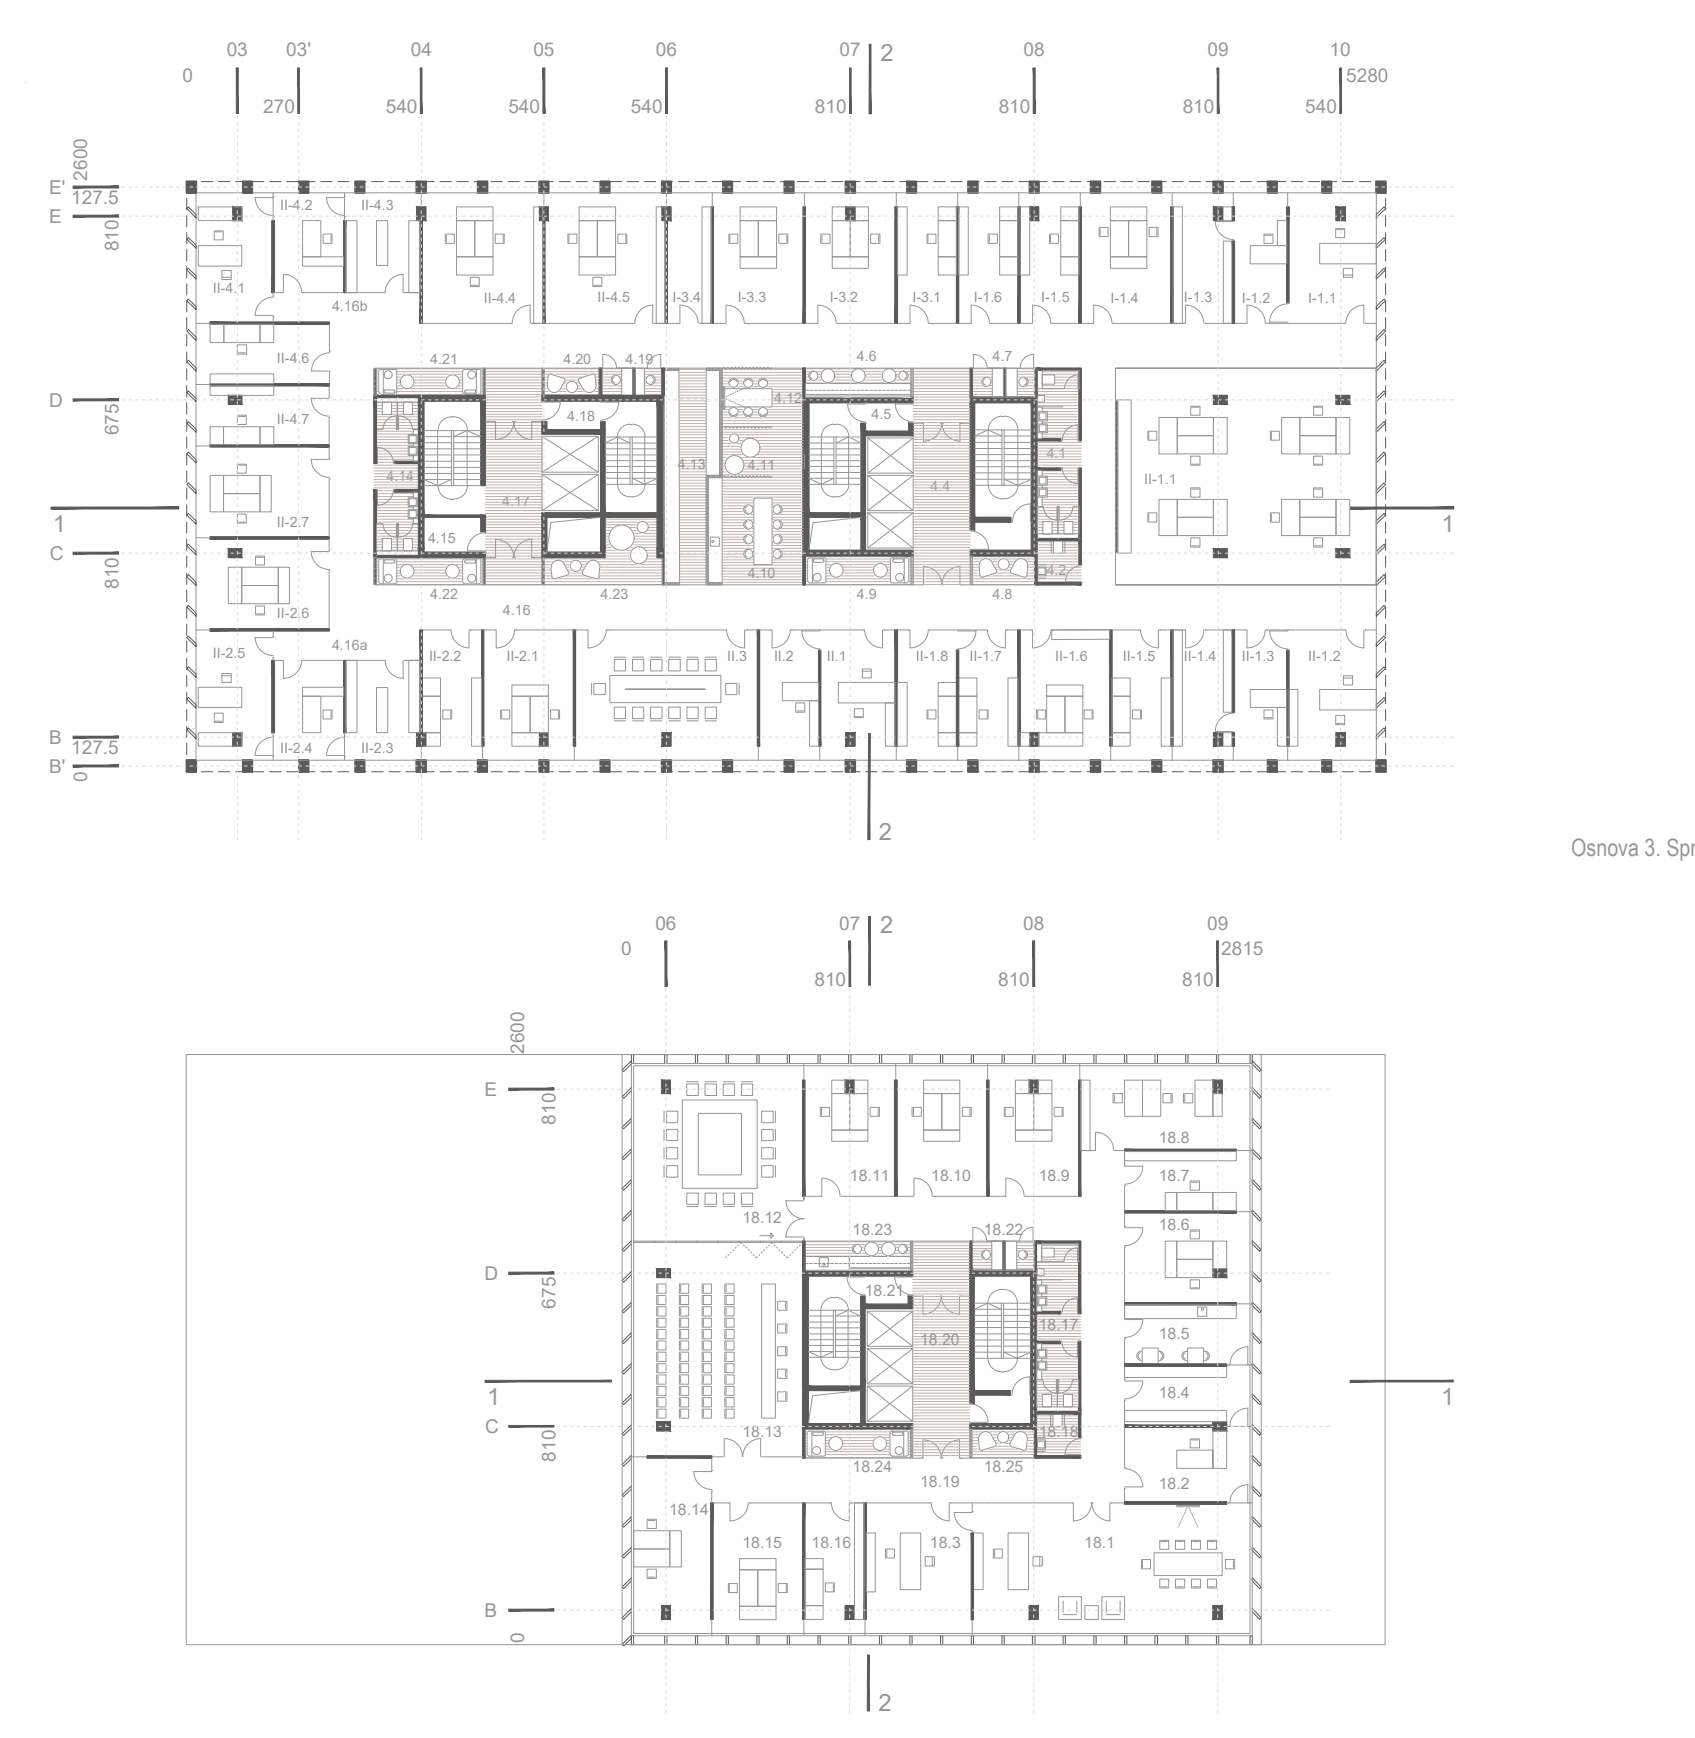 03 03' 04 05 06 07 2 08 09 10
0 5280
270 540 540 540 810 810 810 540
2600
E'
127.5
E
810
II-4.2 II-4.3
II-4.1 4.16b II-4.4 II-4.5 I-3.4 I-3.3 I-3.2 I-3.1 I-1.6 I-1.5 I-1.4 I-1.3 I-1.2 I-1.1
II-4.6 4.21 4.20 4.19 4.6 4.7
D
675
4.12
II-4.7 4.18 4.5
4.14 4.13 4.11 4.1
II-1.1
4.17 4.4
1 1
II-2.7 4.15
C
810
4.10 4.2
4.22 4.23 4.9 4.8
II-2.6 4.16
4.16a
II-2.5 II-2.2 II-2.1 II.3 II.2 II.1 II-1.8 II-1.7 II-1.6 II-1.5 II-1.4 II-1.3 II-1.2
II-2.4 II-2.3
B
127.5
B'
0
2
Osnova 3. Spr
06 07 2 08 09
0 2815
810 810 810
2600
E
810
18.8
18.11 18.10 18.9 18.7
18.12 18.23 18.22 18.6
D
675
18.21
18.20 18.17 18.5
1 18.4 1
C
810
18.13 18.18
18.24 18.25
18.19 18.2
18.14
18.15 18.16 18.3 18.1
B
0
2